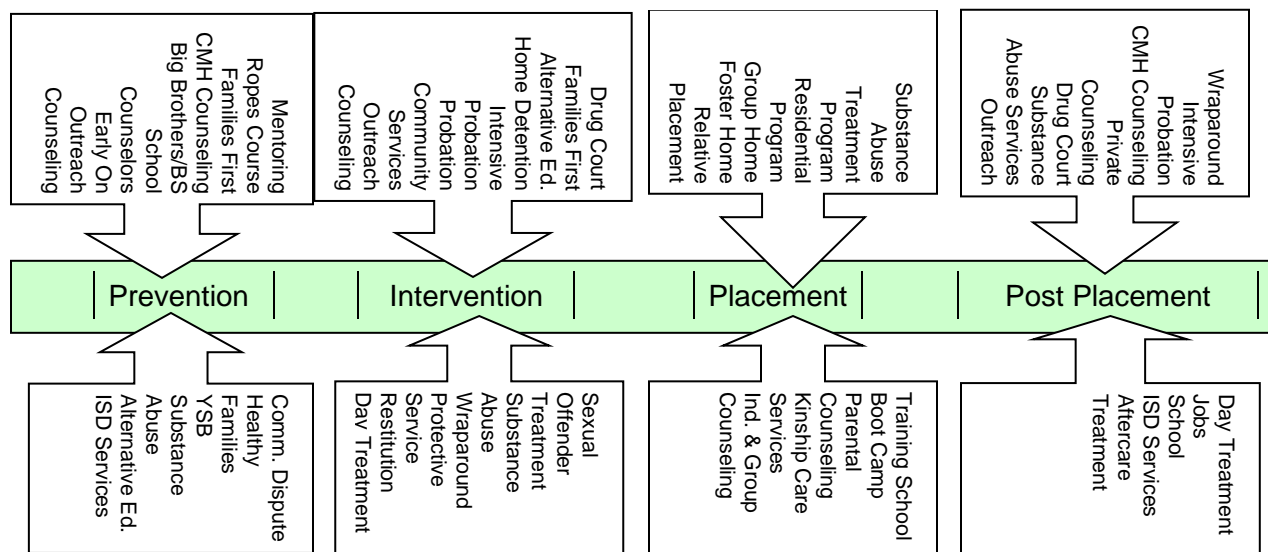 Mentoring
Ropes Course
Families First
CMH Counseling
Big Brothers/BS
School
Counselors
Early On
Outreach
Counseling
Drug Court
Families First
Alternative Ed.
Home Detention
Intensive
Probation
Probation
Community
Services
Outreach
Counseling
Substance
Abuse
Treatment
Program
Residential
Program
Group Home
Foster Home
Relative
Placement
Wraparound
Intensive
Probation
CMH Counseling
Private
Counseling
Drug Court
Substance
Abuse Services
Outreach
Prevention
Intervention
Placement
Post Placement
Comm. Dispute
Healthy
Families
YSB
Substance
Abuse
Alternative Ed.
ISD Services
Sexual
Offender
Treatment
Substance
Abuse
Wraparound
Protective
Service
Restitution
Day Treatment
Training School
Boot Camp
Parental
Counseling
Kinship Care
Services
Ind. & Group
Counseling
Day Treatment
Jobs
School
ISD Services
Aftercare
Treatment